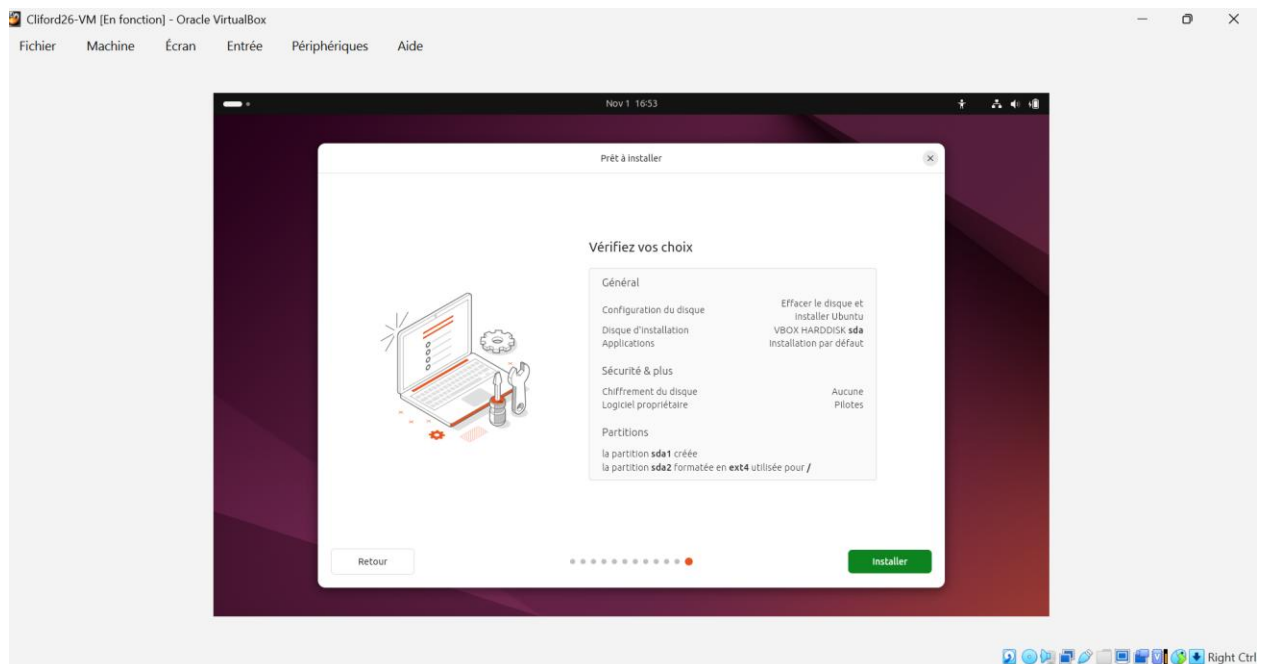 Cliford26-VM [En fonction] - Oracle VirtualBox
Fichier Machine Écran Entrée Périphériques Aide
Nov 1 16:53
Prêt à installer
Vérifiez vos choix
Général
Configuration du disque Effacer le disque et
installer Ubuntu
Disque d'installation VBOX HARDDISK sda
Applications Installation par défaut
Sécurité & plus
Chiffrement du disque Aucune
Logiciel propriétaire Pilotes
Partitions
la partition sda1 créée
la partition sda2 formatée en ext4 utilisée pour /
Retour Installer
Right Ctrl